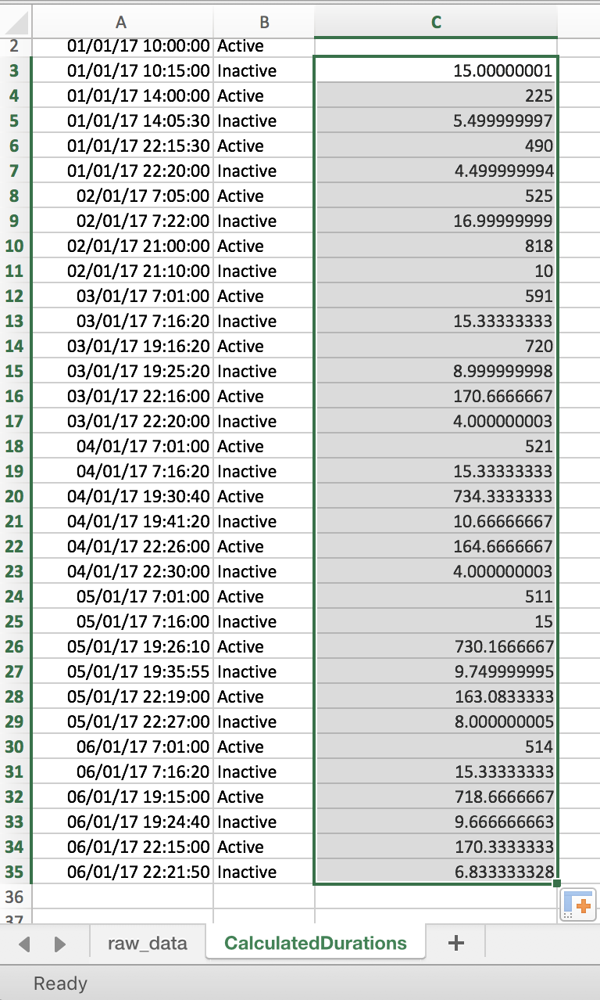 A B C
2 01/01/17 10:00:00 Active
3 01/01/17 10:15:00 Inactive 15.00000001
4 01/01/17 14:00:00 Active 225
5 01/01/17 14:05:30 Inactive 5.499999997
6 01/01/17 22:15:30 Active 490
7 01/01/17 22:20:00 Inactive 4.499999994
8 02/01/17 7:05:00 Active 525
9 02/01/17 7:22:00 Inactive 16.99999999
10 02/01/17 21:00:00 Active 818
11 02/01/17 21:10:00 Inactive 10
12 03/01/17 7:01:00 Active 591
13 03/01/17 7:16:20 Inactive 15.33333333
14 03/01/17 19:16:20 Active 720
15 03/01/17 19:25:20 Inactive 8.999999998
16 03/01/17 22:16:00 Active 170.6666667
17 03/01/17 22:20:00 Inactive 4.000000003
18 04/01/17 7:01:00 Active 521
19 04/01/17 7:16:20 Inactive 15.33333333
20 04/01/17 19:30:40 Active 734.3333333
21 04/01/17 19:41:20 Inactive 10.66666667
22 04/01/17 22:26:00 Active 164.6666667
23 04/01/17 22:30:00 Inactive 4.000000003
24 05/01/17 7:01:00 Active 511
25 05/01/17 7:16:00 Inactive 15
26 05/01/17 19:26:10 Active 730.1666667
27 05/01/17 19:35:55 Inactive 9.749999995
28 05/01/17 22:19:00 Active 163.0833333
29 05/01/17 22:27:00 Inactive 8.000000005
30 06/01/17 7:01:00 Active 514
31 06/01/17 7:16:20 Inactive 15.33333333
32 06/01/17 19:15:00 Active 718.6666667
33 06/01/17 19:24:40 Inactive 9.666666663
34 06/01/17 22:15:00 Active 170.3333333
35 06/01/17 22:21:50 Inactive 6.833333328
36
37
raw_data CalculatedDurations +
Ready